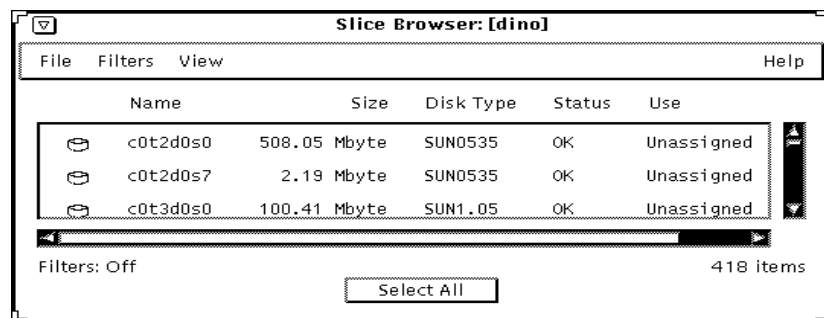 Slice Browser: [dino]
File Filters View Help
Name Size Disk Type Status Use
c0t2d0s0 508.05 Mbyte SUN0535 OK Unassigned
c0t2d0s7 2.19 Mbyte SUN0535 OK Unassigned
c0t3d0s0 100.41 Mbyte SUN1.05 OK Unassigned
Filters: Off 418 items
Select All